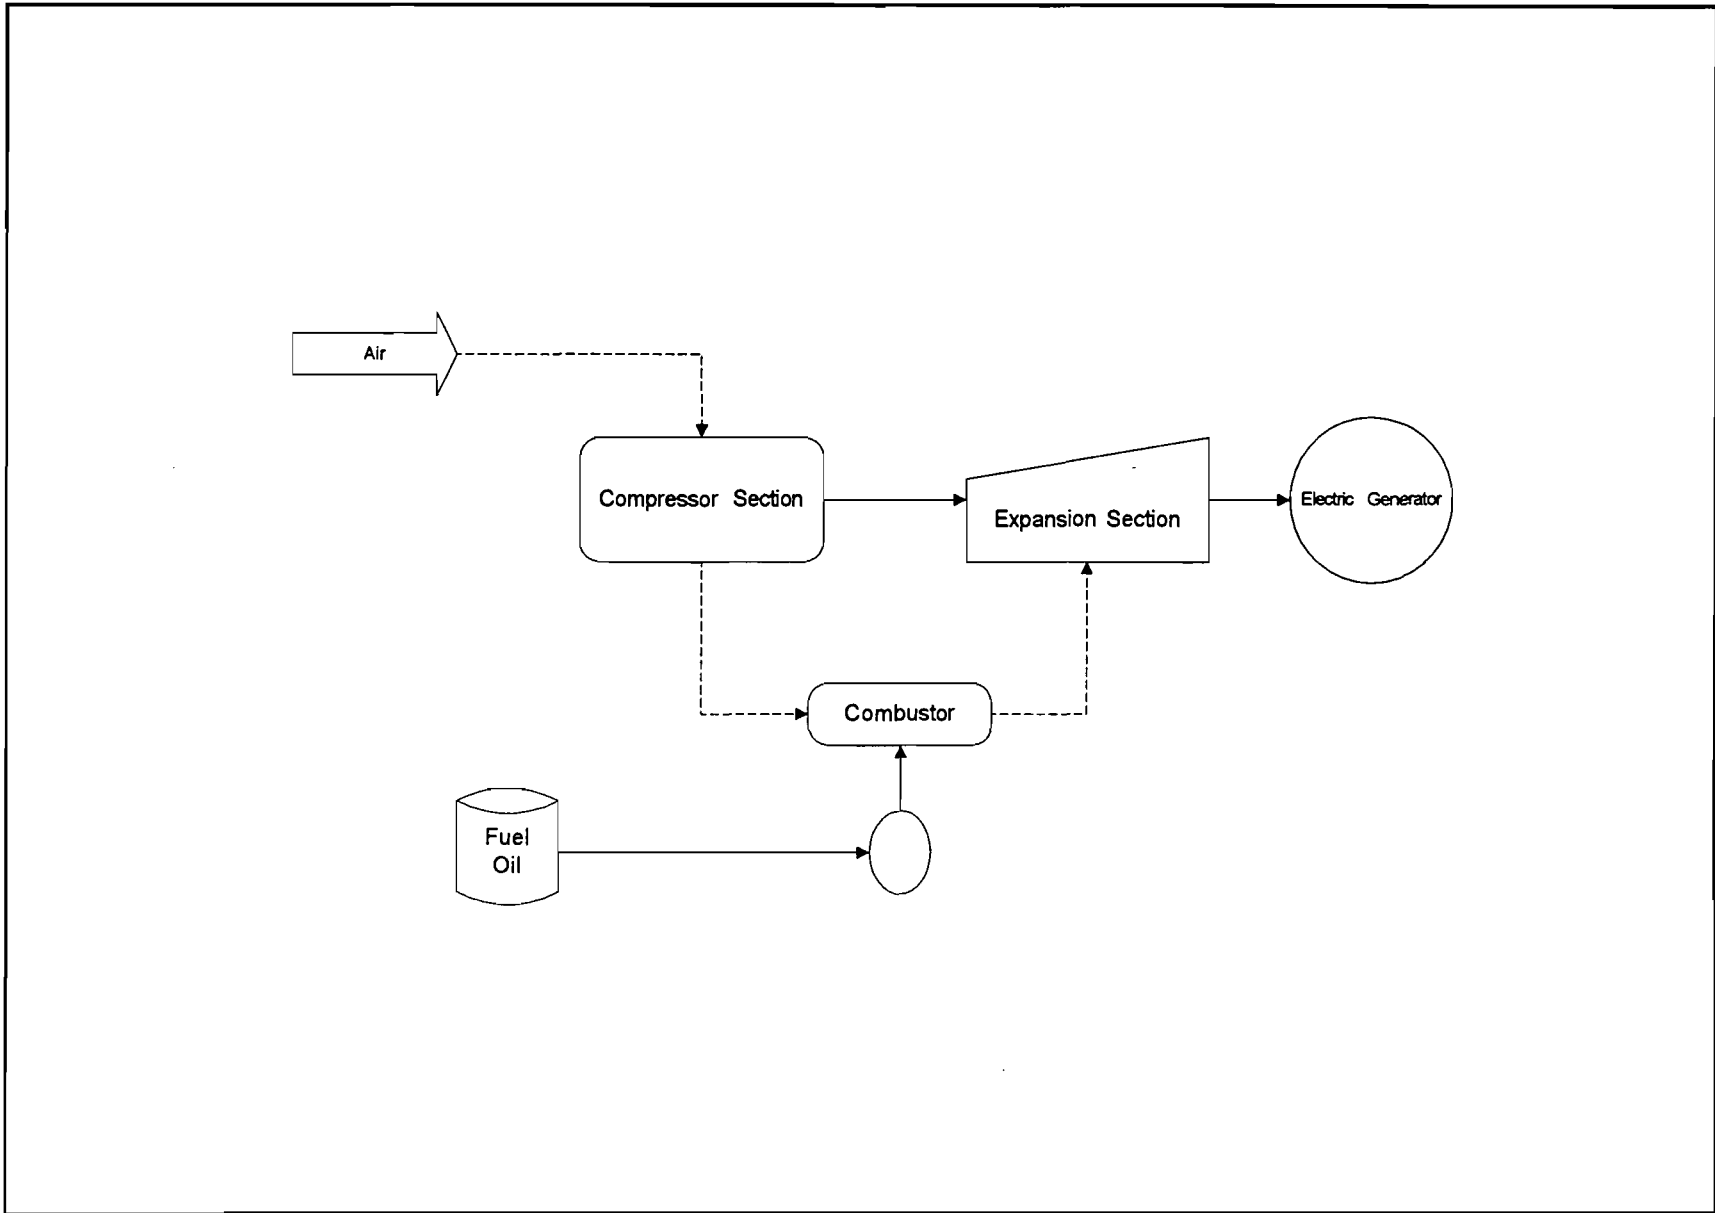 Air
Compressor Section
Expansion Section
Electric Generator
Combustor
Fuel
Oil